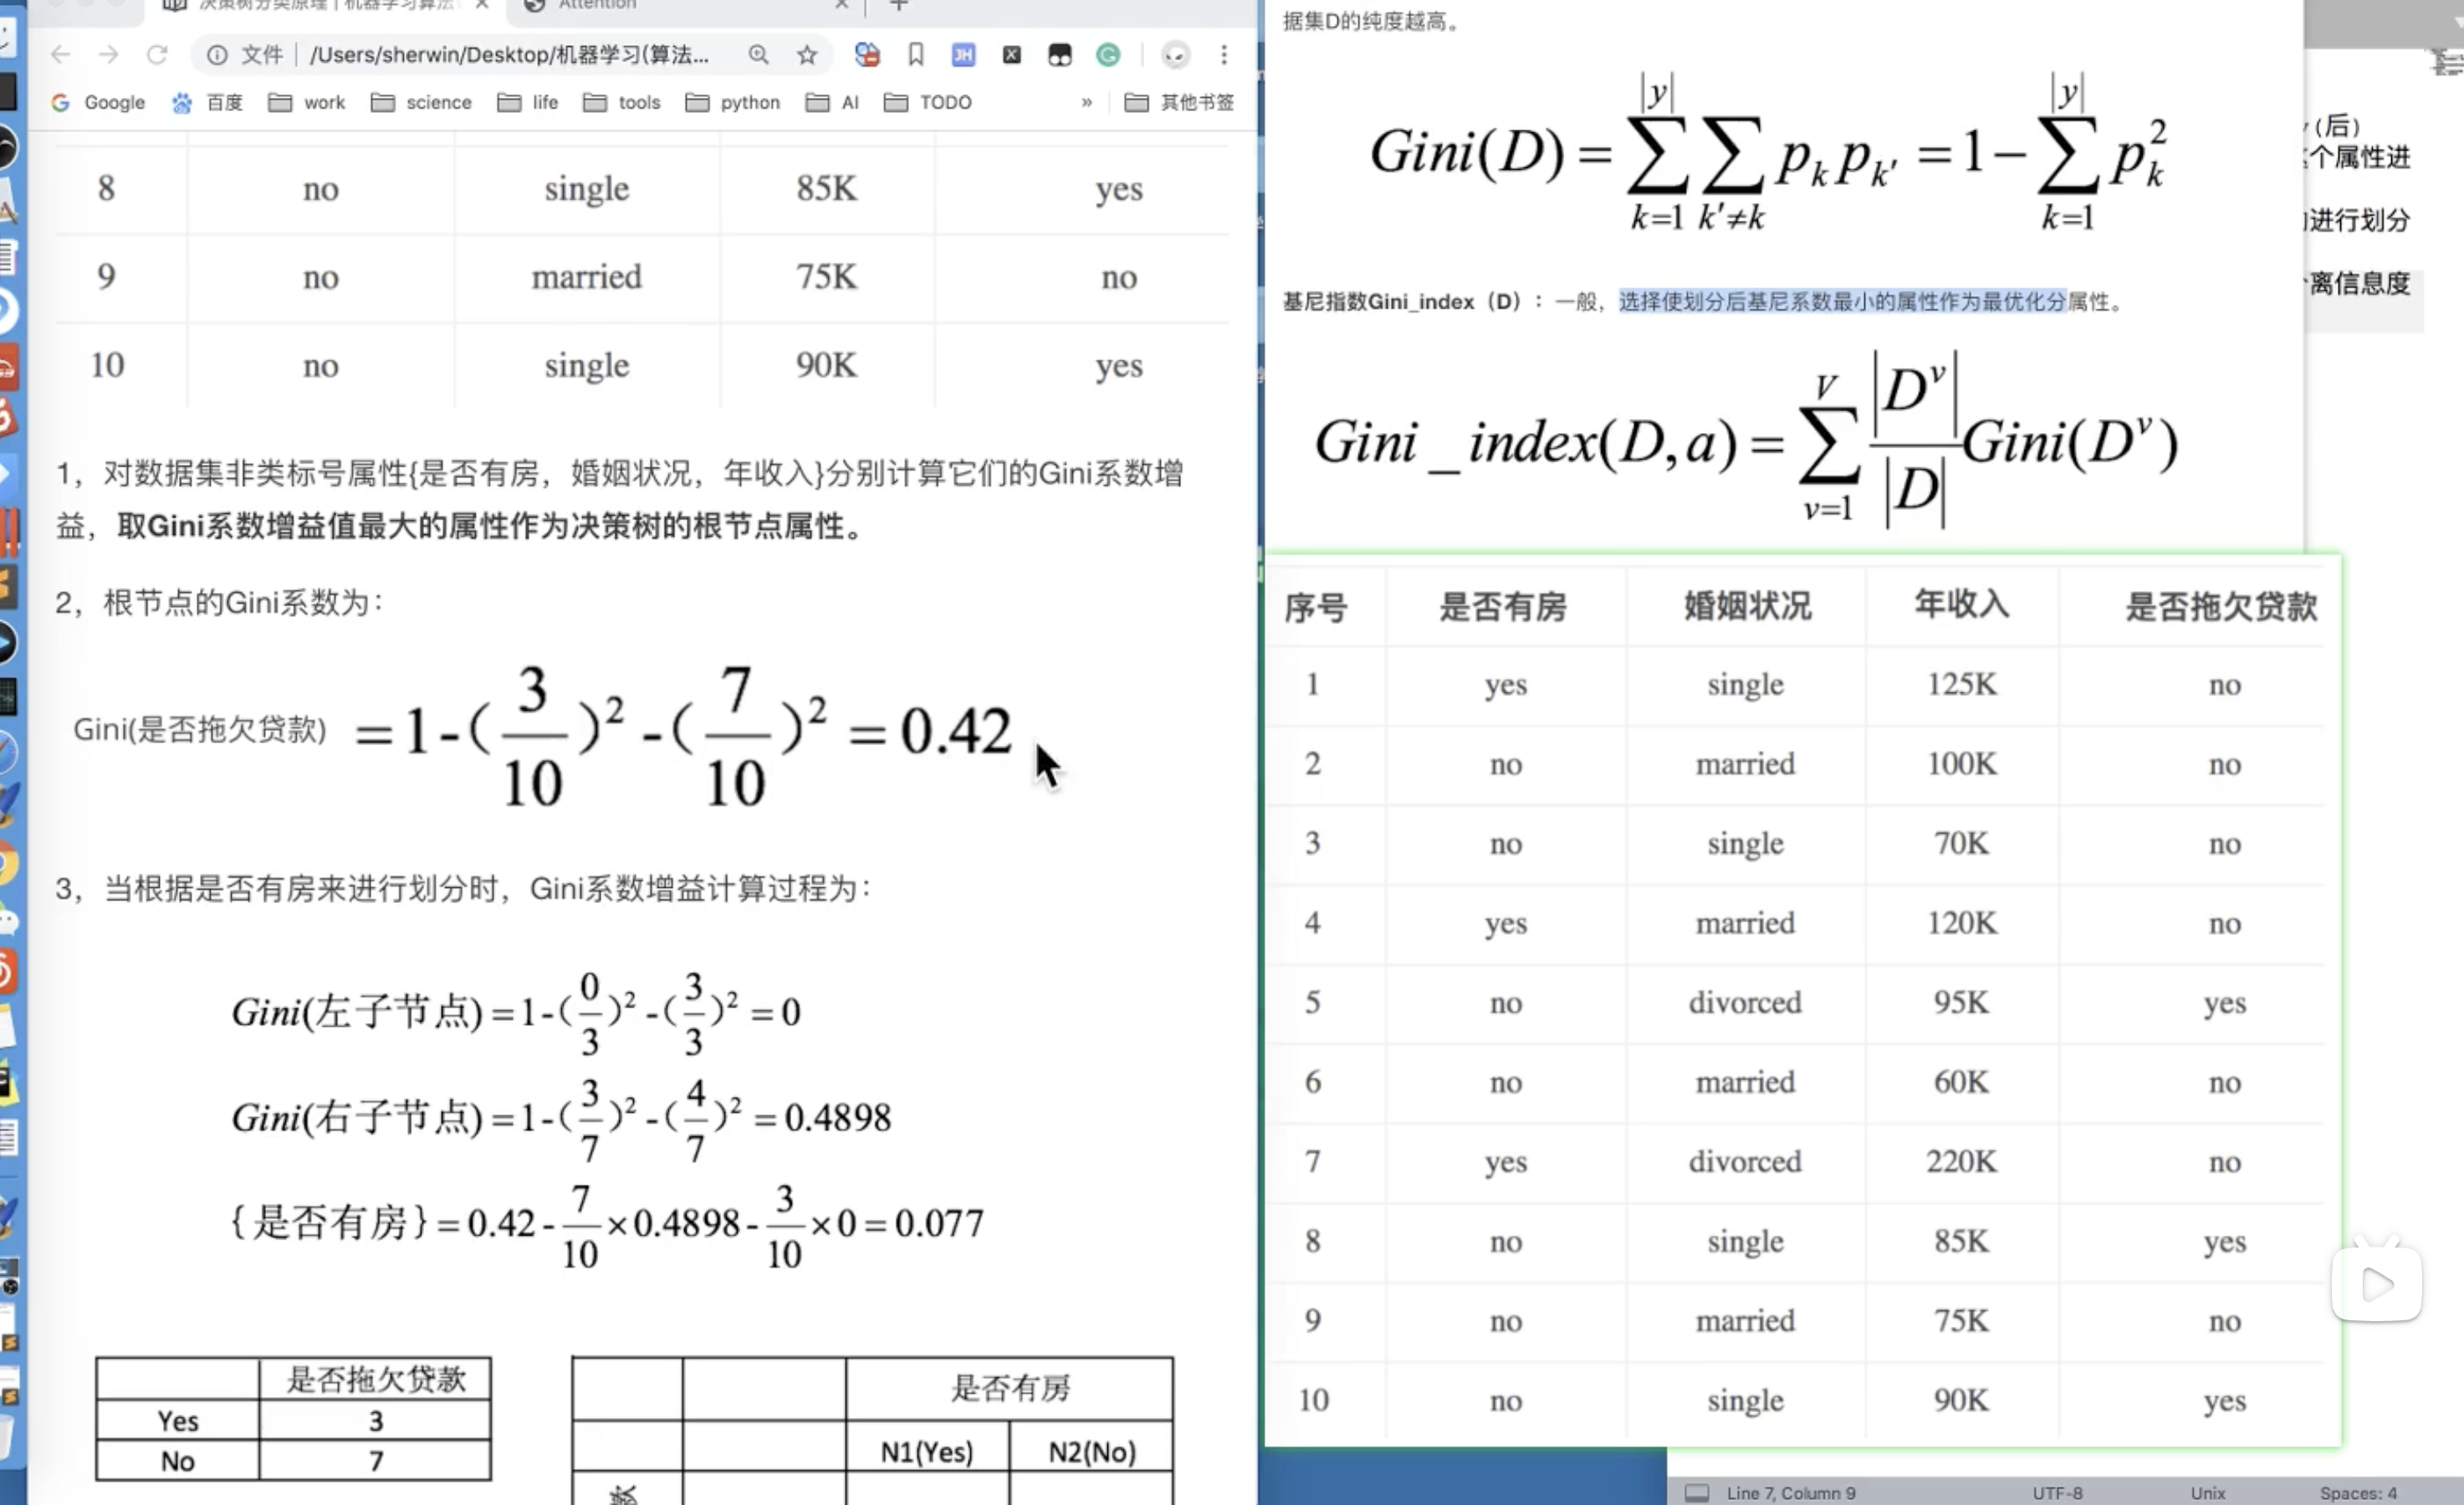 决策树分类原理 | 机器学习算法
Attention
文件 | /Users/sherwin/Desktop/机器学习(算法...
Google 百度 work science life tools python AI TODO » 其他书签
8 no single 85K yes
9 no married 75K no
10 no single 90K yes
1，对数据集非类标号属性{是否有房，婚姻状况，年收入}分别计算它们的Gini系数增
益，取Gini系数增益值最大的属性作为决策树的根节点属性。
2，根节点的Gini系数为：
Gini(是否拖欠贷款) = 1-(3/10)² -(7/10)² = 0.42
3，当根据是否有房来进行划分时，Gini系数增益计算过程为：
Gini(左子节点) = 1-(0/3)² -(3/3)² = 0
Gini(右子节点) = 1-(3/7)² -(4/7)² = 0.4898
{是否有房} = 0.42 - 7/10 × 0.4898 - 3/10 × 0 = 0.077
是否拖欠贷款
Yes 3
No 7
是否有房
N1(Yes) N2(No)
数
据集D的纯度越高。
Gini(D) = ∑_{k=1}^{|y|} ∑_{k'≠k} p_k p_{k'} = 1 − ∑_{k=1}^{|y|} p_k^2
基尼指数Gini_index（D）：一般，选择使划分后基尼系数最小的属性作为最优化分属性。
Gini_index(D,a) = ∑_{v=1}^{V} |D^v|/|D| Gini(D^v)
序号 是否有房 婚姻状况 年收入 是否拖欠贷款
1 yes single 125K no
2 no married 100K no
3 no single 70K no
4 yes married 120K no
5 no divorced 95K yes
6 no married 60K no
7 yes divorced 220K no
8 no single 85K yes
9 no married 75K no
10 no single 90K yes
(后)
个属性进
进行划分
离信息度
Line 7, Column 9 UTF-8 Unix Spaces: 4